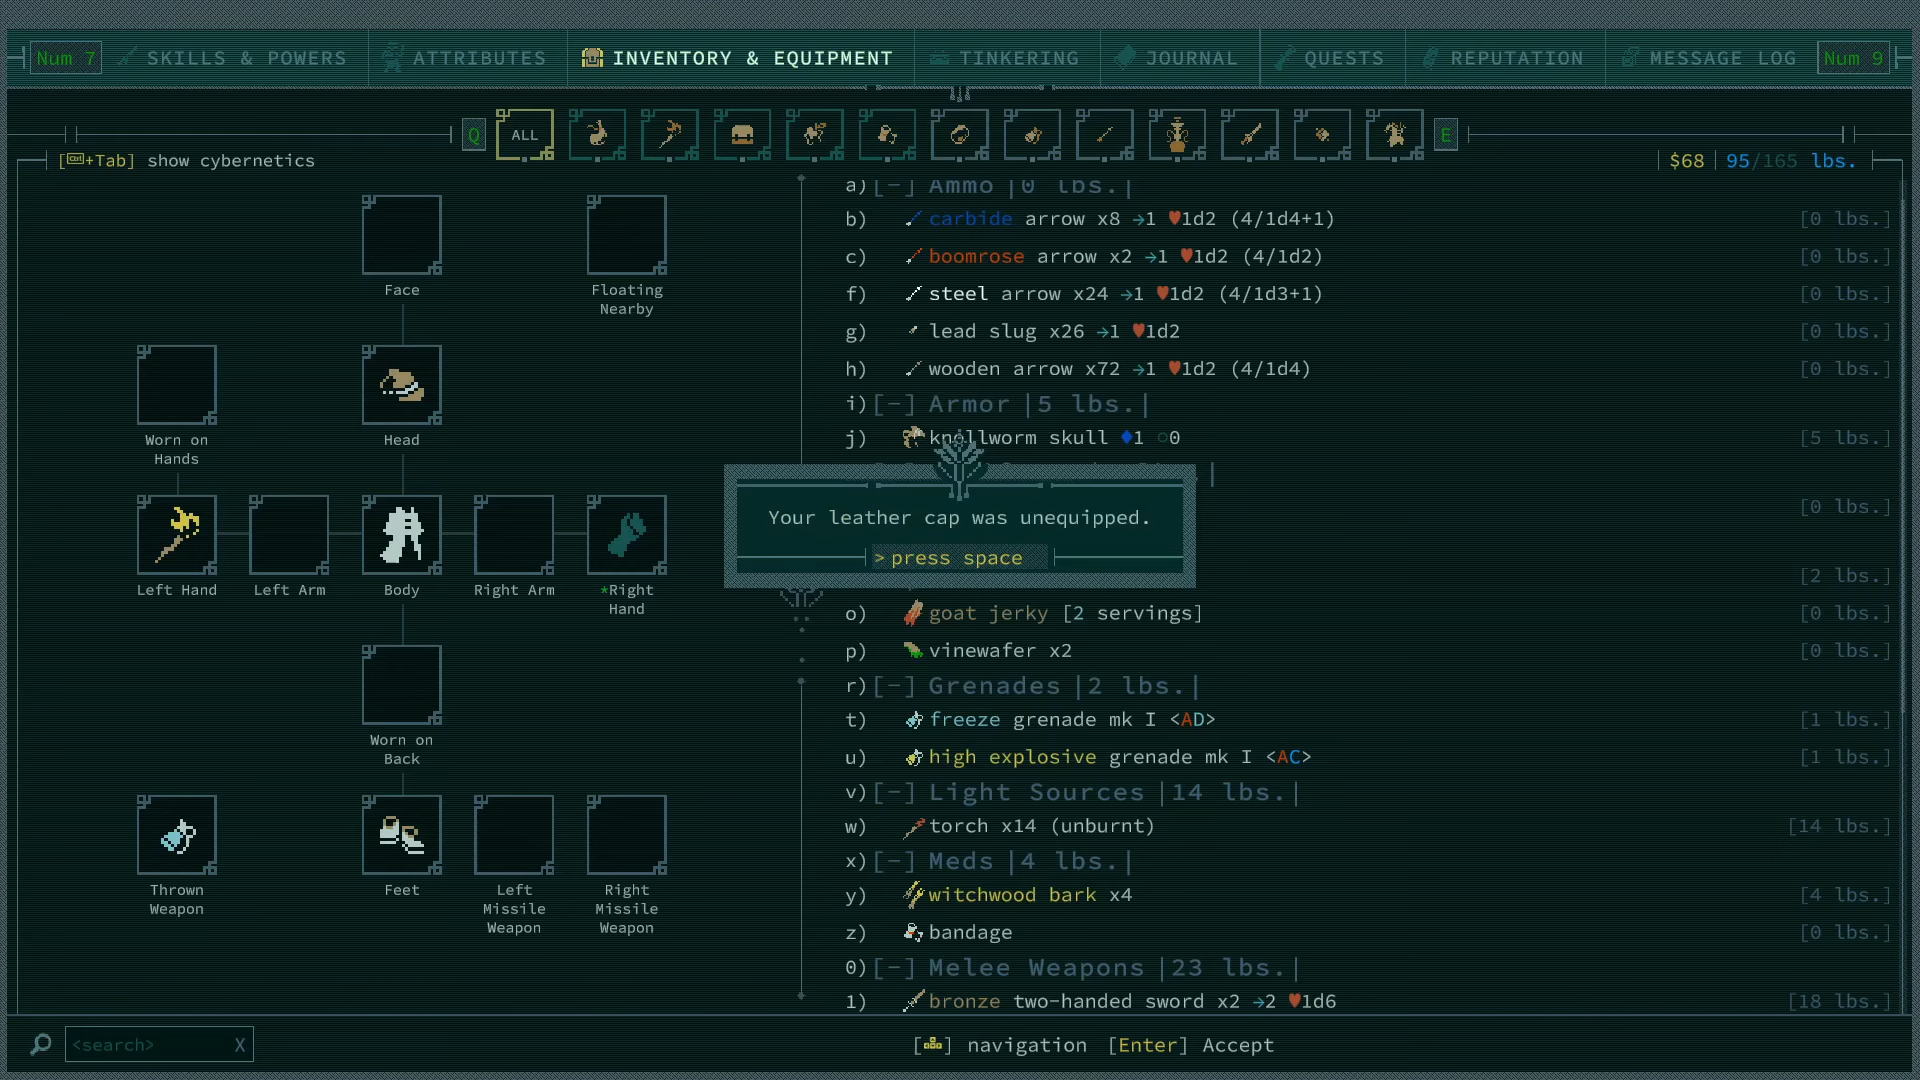 Num 7 SKILLS & POWERS ATTRIBUTES INVENTORY & EQUIPMENT TINKERING JOURNAL QUESTS REPUTATION MESSAGE LOG Num 9
Q ALL E
[Ctrl+Tab] show cybernetics
$68 95/165 lbs.
Face
Floating
Nearby
Worn on
Hands
Head
Left Hand
Left Arm
Body
Right Arm
*Right
Hand
Worn on
Back
Thrown
Weapon
Feet
Left
Missile
Weapon
Right
Missile
Weapon
a) [-] Ammo |0 lbs.|
b) carbide arrow x8 →1 ♥1d2 (4/1d4+1) [0 lbs.]
c) boomrose arrow x2 →1 ♥1d2 (4/1d2) [0 lbs.]
f) steel arrow x24 →1 ♥1d2 (4/1d3+1) [0 lbs.]
g) lead slug x26 →1 ♥1d2 [0 lbs.]
h) wooden arrow x72 →1 ♥1d2 (4/1d4) [0 lbs.]
i) [-] Armor |5 lbs.|
j) knollworm skull ♦1 ○0 [5 lbs.]
[0 lbs.]
Your leather cap was unequipped.
> press space
[2 lbs.]
o) goat jerky [2 servings] [0 lbs.]
p) vinewafer x2 [0 lbs.]
r) [-] Grenades |2 lbs.|
t) freeze grenade mk I <AD> [1 lbs.]
u) high explosive grenade mk I <AC> [1 lbs.]
v) [-] Light Sources |14 lbs.|
w) torch x14 (unburnt) [14 lbs.]
x) [-] Meds |4 lbs.|
y) witchwood bark x4 [4 lbs.]
z) bandage [0 lbs.]
0) [-] Melee Weapons |23 lbs.|
1) bronze two-handed sword x2 →2 ♥1d6 [18 lbs.]
<search> X
navigation [Enter] Accept